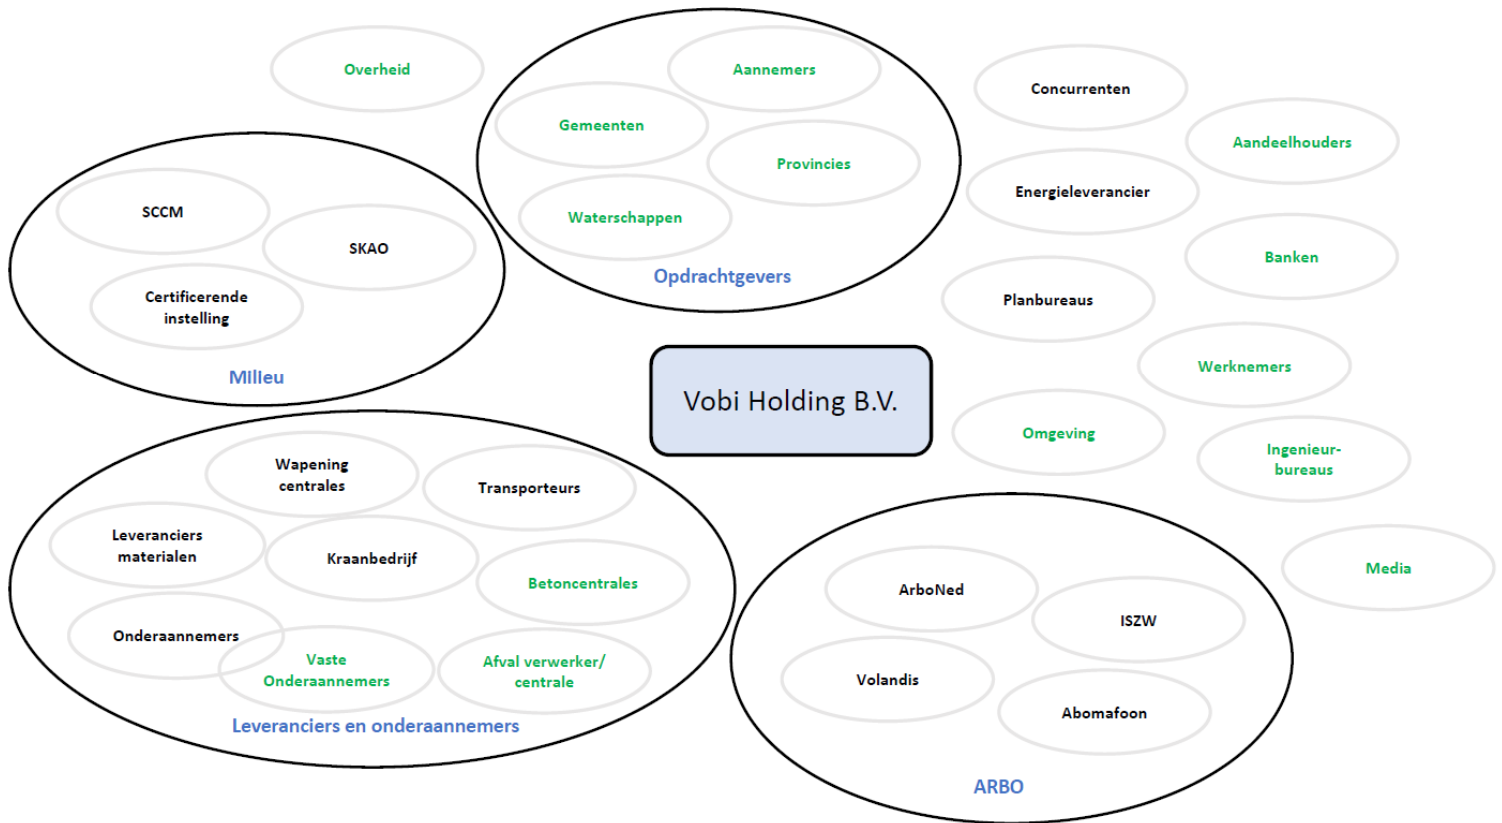 Overheid
Aannemers
Gemeenten
Provincies
Waterschappen
Opdrachtgevers
Concurrenten
Aandeelhouders
Energieleverancier
Banken
Planbureaus
Werknemers
Omgeving
Ingenieur-
bureaus
Media
SCCM
SKAO
Certificerende
instelling
Milieu
Vobi Holding B.V.
Wapening
centrales
Transporteurs
Leveranciers
materialen
Kraanbedrijf
Betoncentrales
Onderaannemers
Vaste
Onderaannemers
Afval verwerker/
centrale
Leveranciers en onderaannemers
ArboNed
ISZW
Volandis
Abomafoon
ARBO